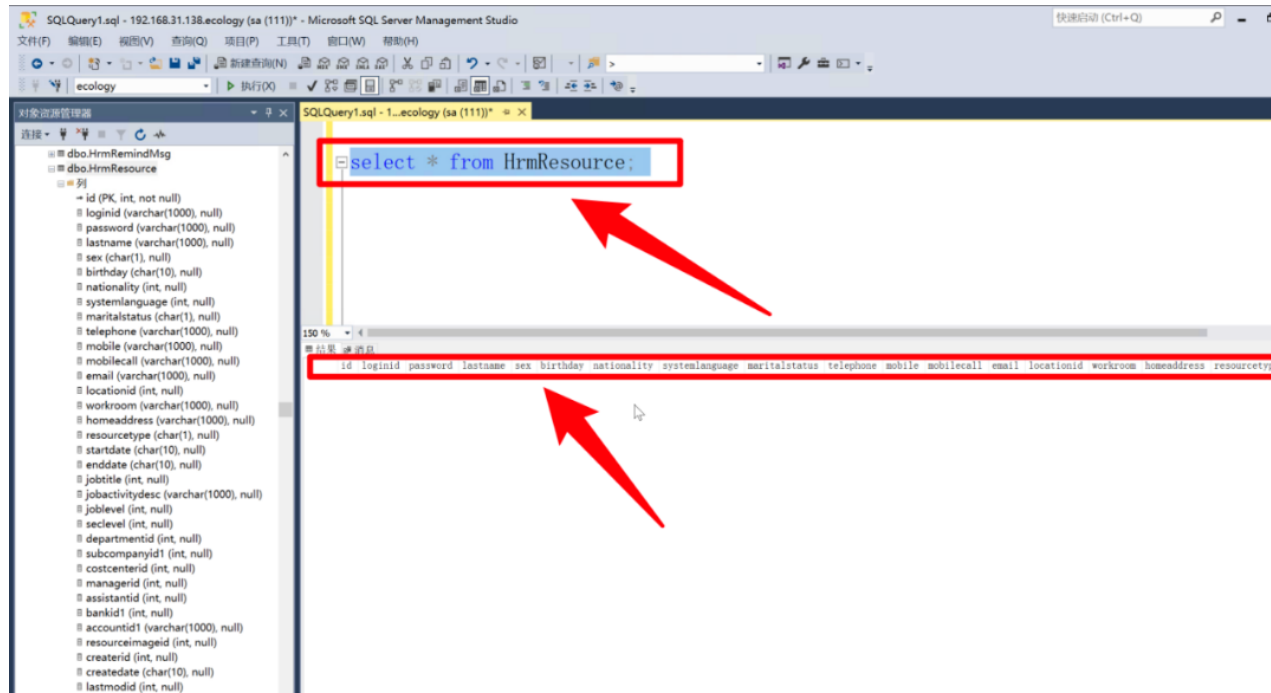 SQLQuery1.sql - 192.168.31.138.ecology (sa (111))* - Microsoft SQL Server Management Studio
快速启动 (Ctrl+Q)
文件(F) 编辑(E) 视图(V) 查询(Q) 项目(P) 工具(T) 窗口(W) 帮助(H)
新建查询(N)
ecology 执行(X)
对象资源管理器
SQLQuery1.sql - 1...ecology (sa (111))*
连接
dbo.HrmRemindMsg
dbo.HrmResource
列
id (PK, int, not null)
loginid (varchar(1000), null)
password (varchar(1000), null)
lastname (varchar(1000), null)
sex (char(1), null)
birthday (char(10), null)
nationality (int, null)
systemlanguage (int, null)
maritalstatus (char(1), null)
telephone (varchar(1000), null)
mobile (varchar(1000), null)
mobilecall (varchar(1000), null)
email (varchar(1000), null)
locationid (int, null)
workroom (varchar(1000), null)
homeaddress (varchar(1000), null)
resourcetype (char(1), null)
startdate (char(10), null)
enddate (char(10), null)
jobtitle (int, null)
jobactivitydesc (varchar(1000), null)
joblevel (int, null)
seclevel (int, null)
departmentid (int, null)
subcompanyid1 (int, null)
costcenterid (int, null)
managerid (int, null)
assistantid (int, null)
bankid1 (int, null)
accountid1 (varchar(1000), null)
resourceimageid (int, null)
createrid (int, null)
createdate (char(10), null)
lastmodid (int, null)
select * from HrmResource;
150 %
结果 消息
id loginid password lastname sex birthday nationality systemlanguage maritalstatus telephone mobile mobilecall email locationid workroom homeaddress resourcetyp